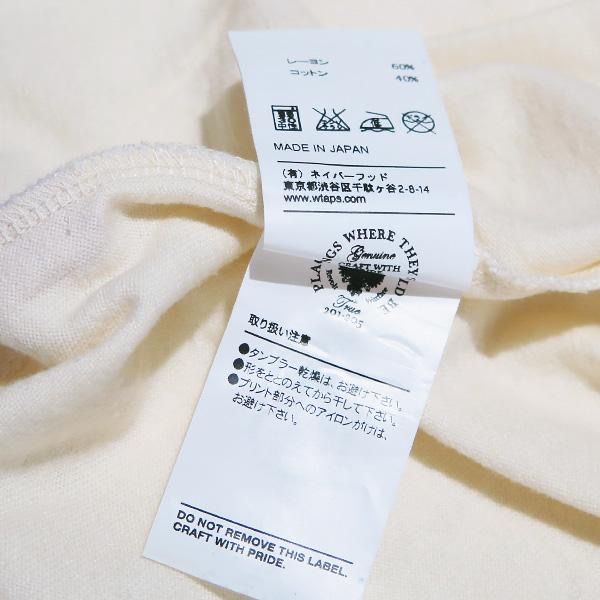 レーヨン 60%
コットン 40%
MADE IN JAPAN
(有) ネイバーフッド
東京都渋谷区千駄ヶ谷2-8-14
www.wtaps.com
PLACINGS WHERE THEY'LD BE
Genuine
CRAFT WITH
True
取り扱い注意
●タンブラー乾燥は、お避け下さい。
●形をととのえてから干して下さい。
●プリント部分へのアイロンがけは、
お避け下さい。
DO NOT REMOVE THIS LABEL.
CRAFT WITH PRIDE.